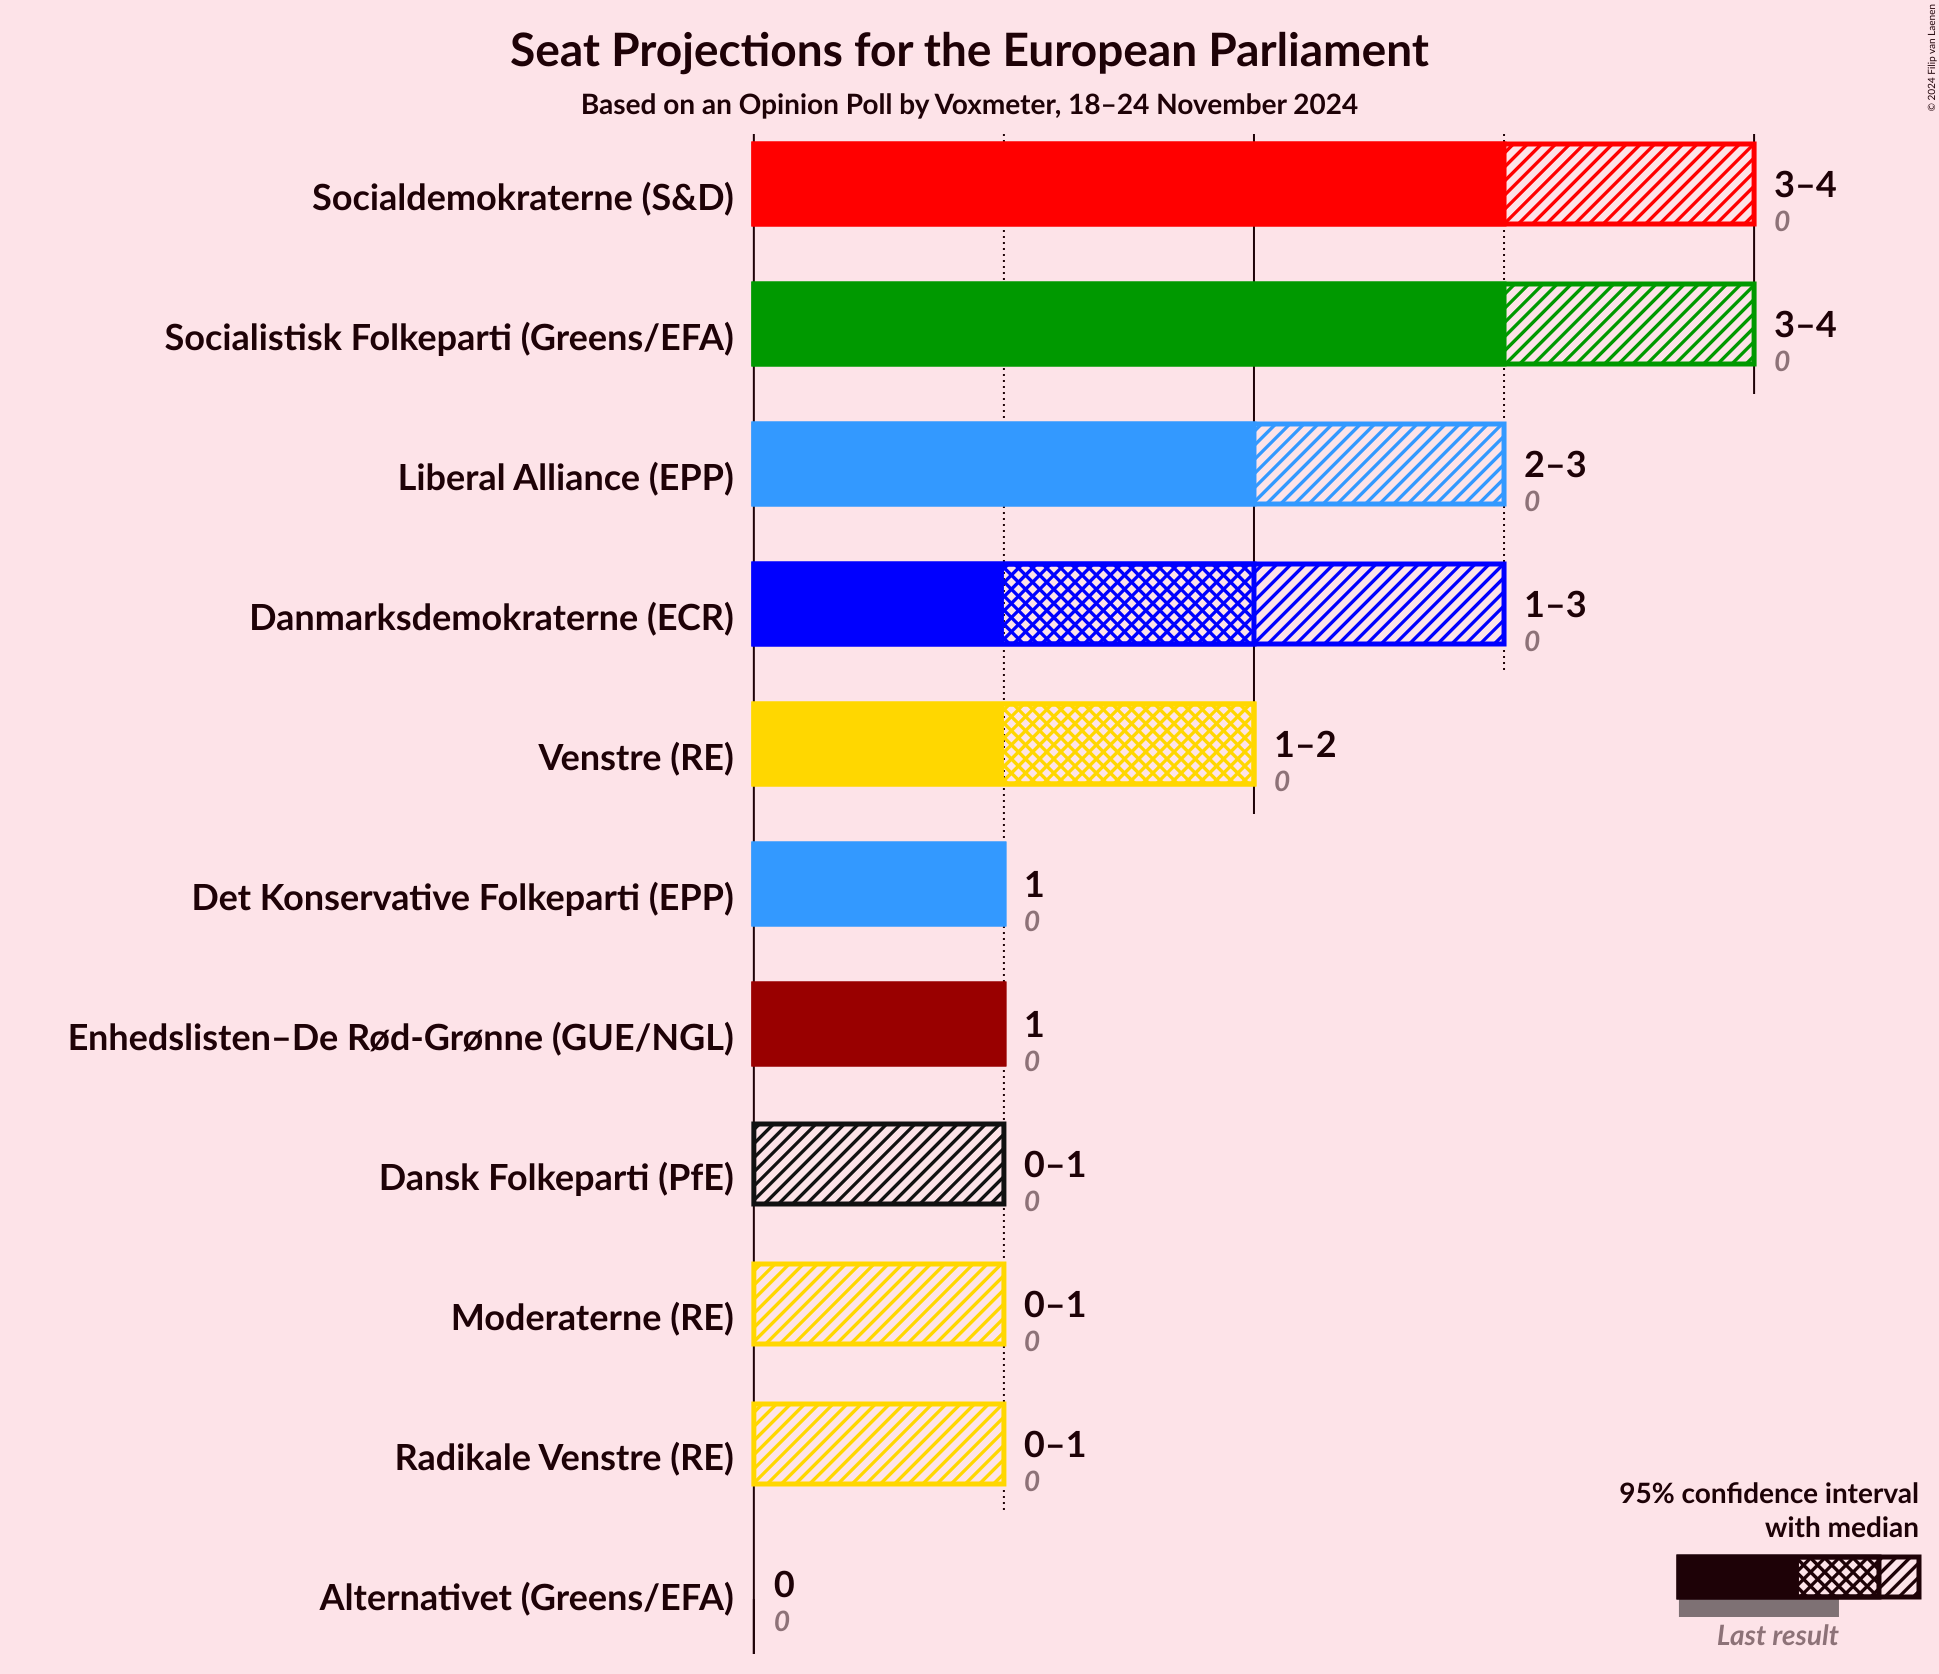 Seat Projections for the European Parliament
Based on an Opinion Poll by Voxmeter, 18–24 November 2024
© 2024 Filip van Laenen
Socialdemokraterne (S&D)
3–4
0
Socialistisk Folkeparti (Greens/EFA)
3–4
0
Liberal Alliance (EPP)
2–3
0
Danmarksdemokraterne (ECR)
1–3
0
Venstre (RE)
1–2
0
Det Konservative Folkeparti (EPP)
1
0
Enhedslisten–De Rød-Grønne (GUE/NGL)
1
0
Dansk Folkeparti (PfE)
0–1
0
Moderaterne (RE)
0–1
0
Radikale Venstre (RE)
0–1
0
Alternativet (Greens/EFA)
0
0
95% confidence interval
with median
Last result